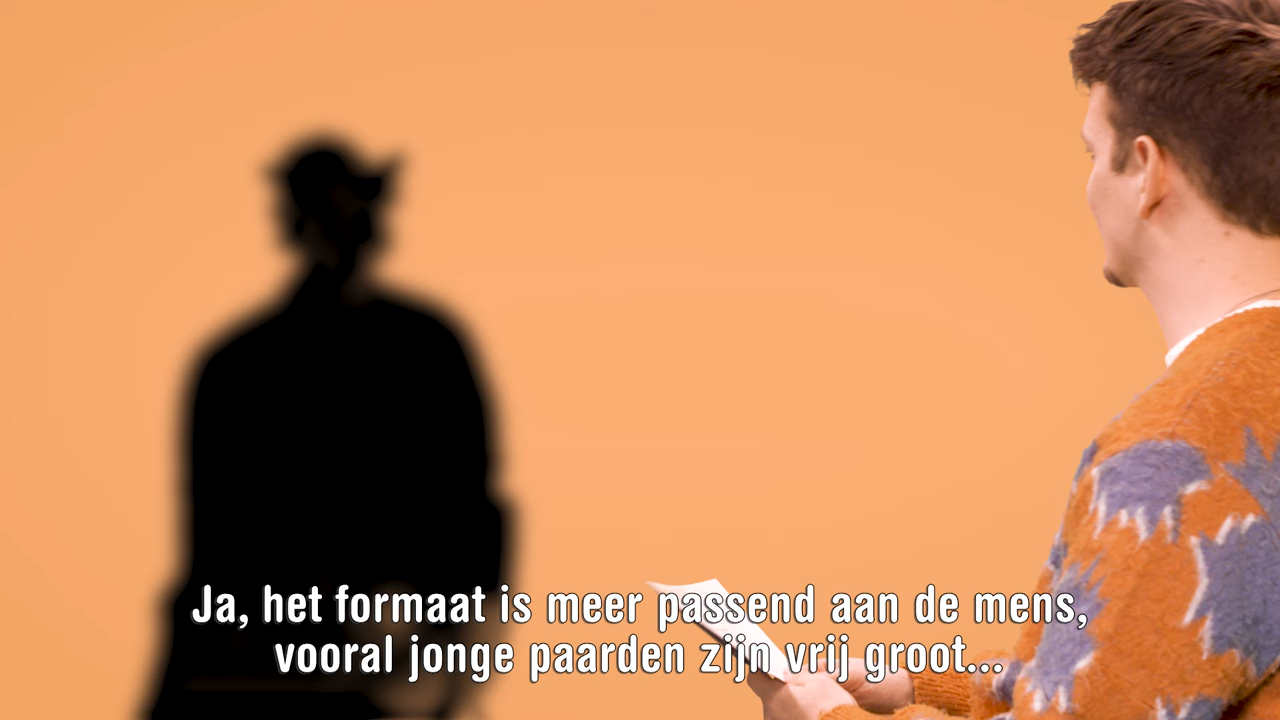 Ja, het formaat is meer passend aan de mens,
vooral jonge paarden zijn vrij groot...